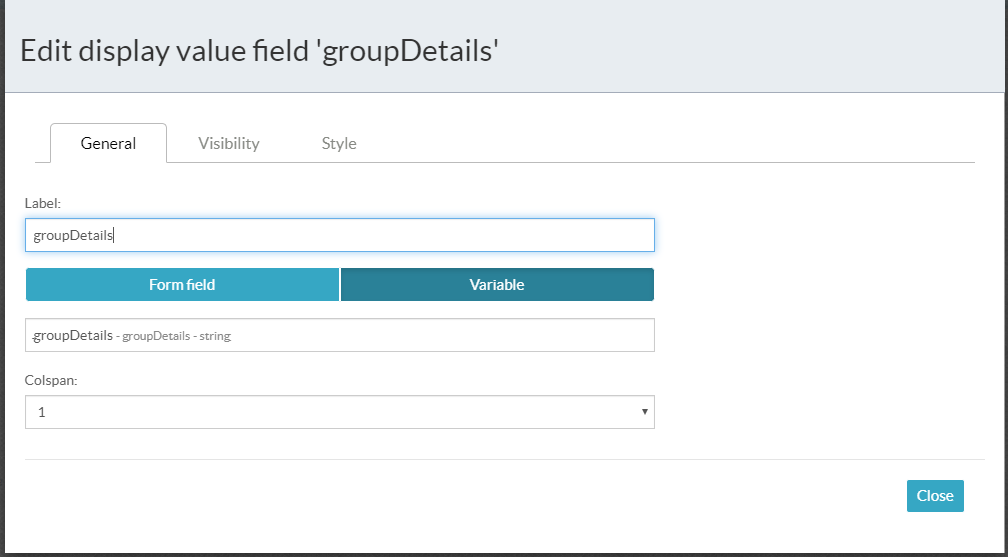 Edit display value field 'groupDetails'
General Visibility Style
Label:
groupDetails
Form field Variable
groupDetails - groupDetails - string
Colspan:
1
Close